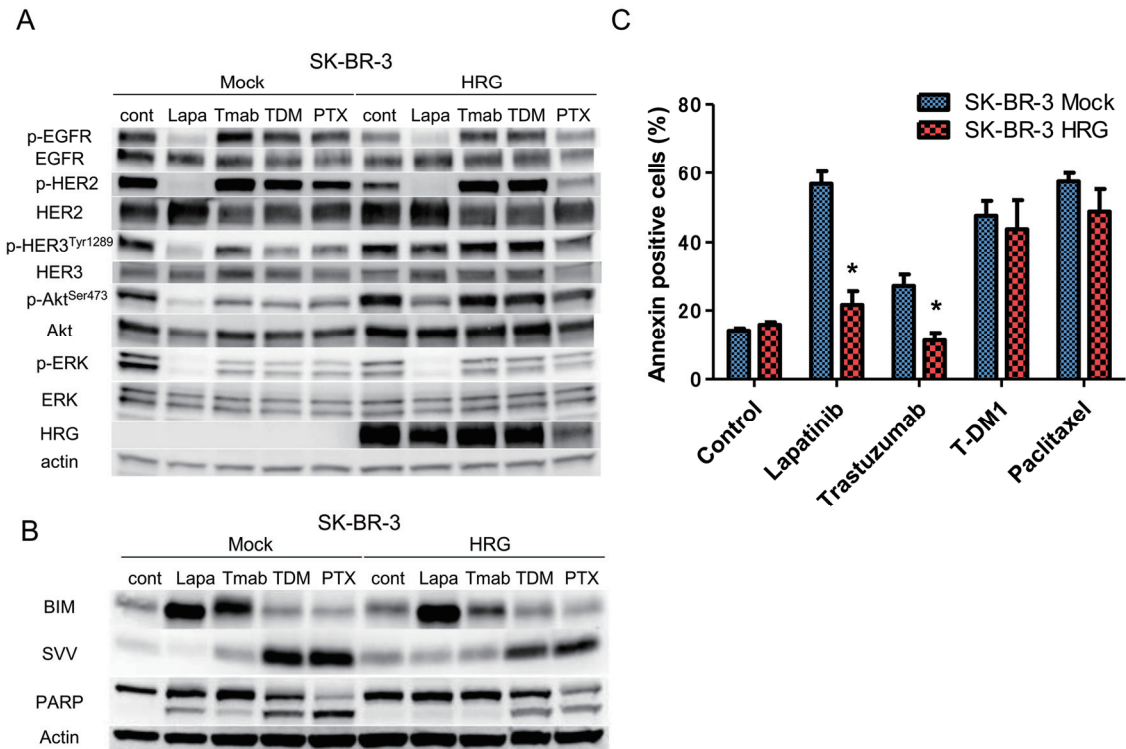 A
SK-BR-3
Mock HRG
cont Lapa Tmab TDM PTX cont Lapa Tmab TDM PTX
p-EGFR
EGFR
p-HER2
HER2
p-HER3Tyr1289
HER3
p-AktSer473
Akt
p-ERK
ERK
HRG
actin
B
SK-BR-3
Mock HRG
cont Lapa Tmab TDM PTX cont Lapa Tmab TDM PTX
BIM
SVV
PARP
Actin
C
SK-BR-3 Mock
SK-BR-3 HRG
Annexin positive cells (%)
80
60
40
20
0
* *
Control
Lapatinib
Trastuzumab
T-DM1
Paclitaxel